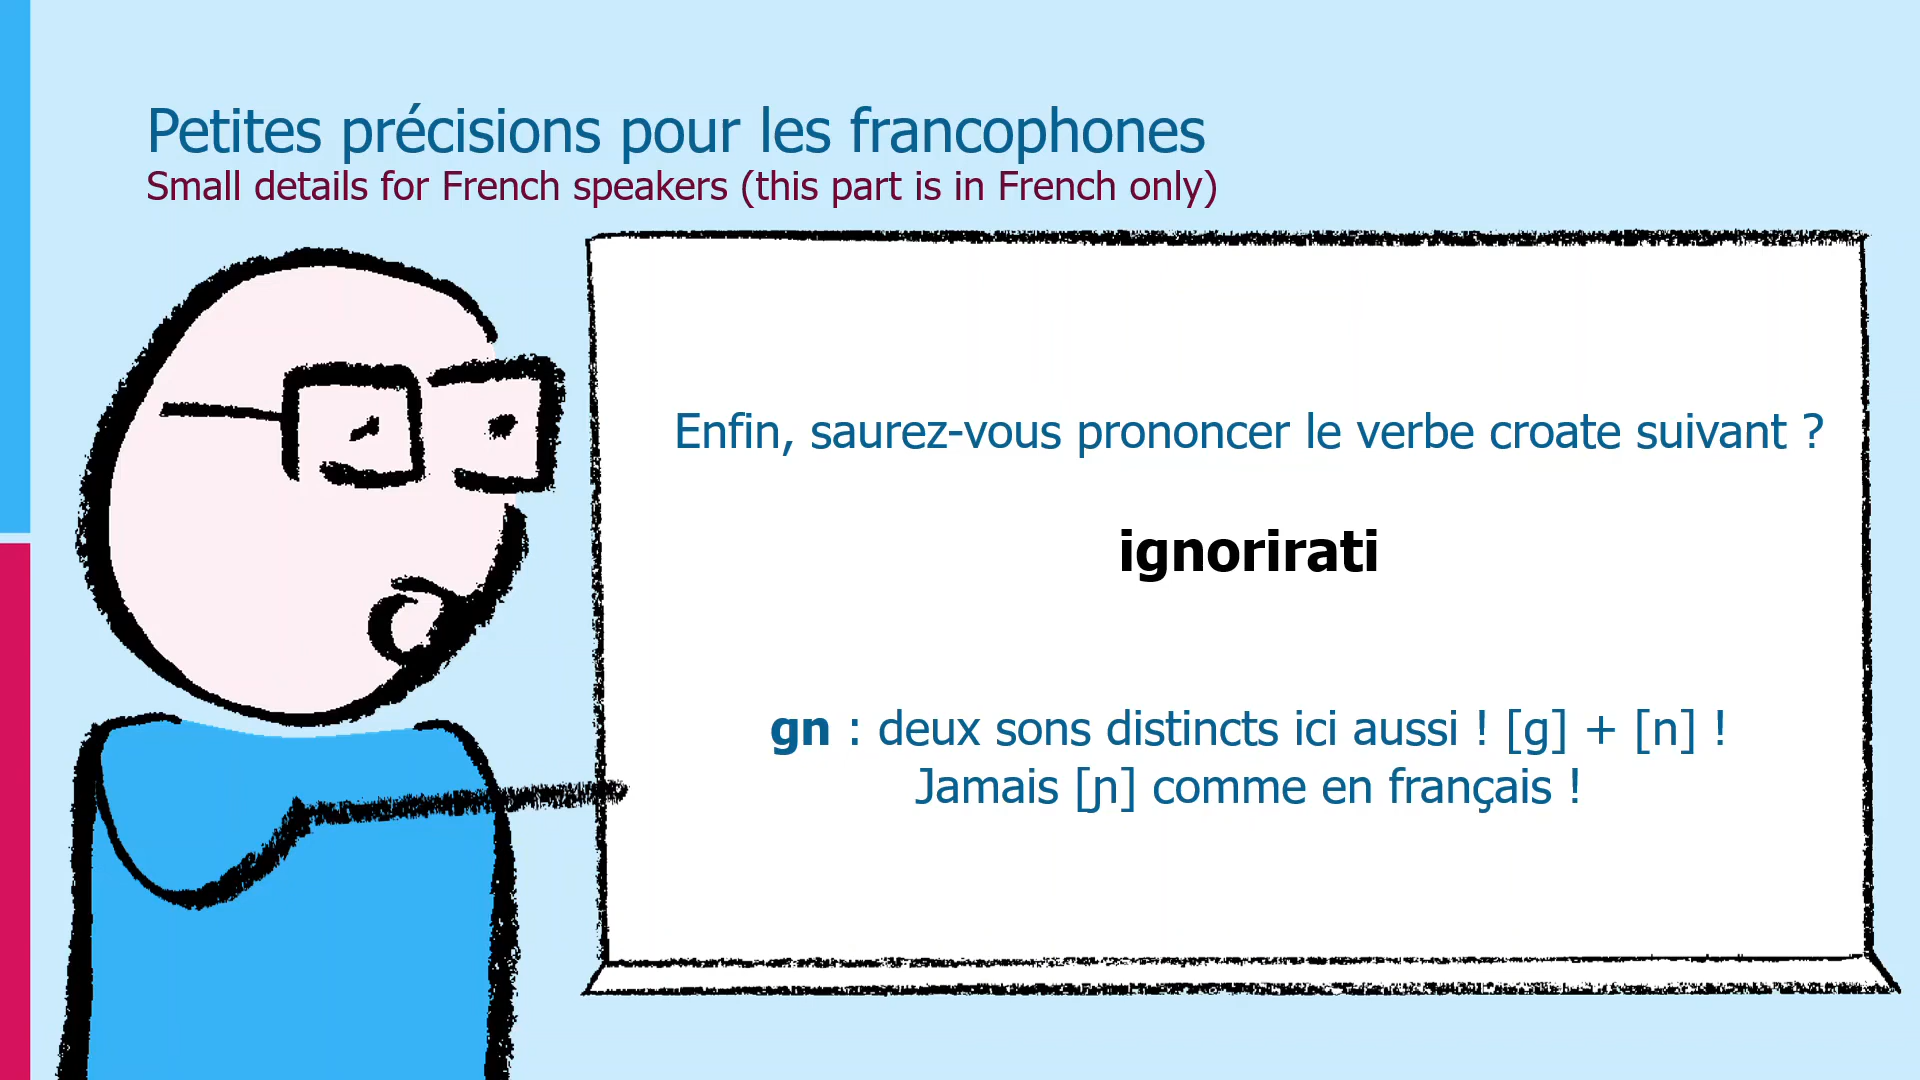 Petites précisions pour les francophones
Small details for French speakers (this part is in French only)
Enfin, saurez-vous prononcer le verbe croate suivant ?
ignorirati
gn : deux sons distincts ici aussi ! [g] + [n] !
Jamais [ɲ] comme en français !